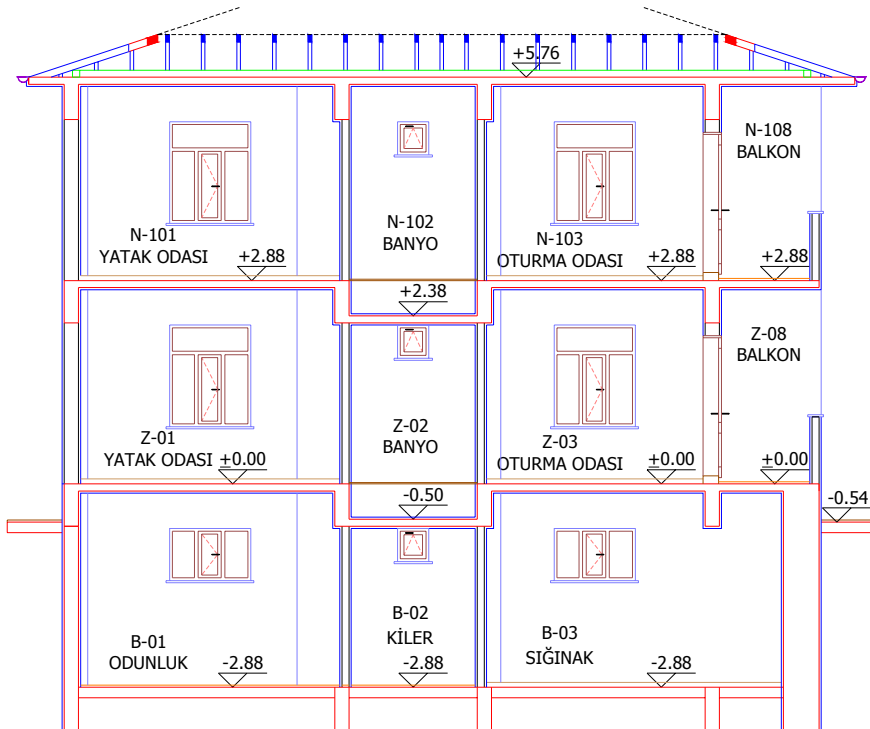 +5.76
N-108
BALKON
N-101
YATAK ODASI
+2.88
N-102
BANYO
N-103
OTURMA ODASI
+2.88
+2.88
+2.38
Z-08
BALKON
Z-01
YATAK ODASI
±0.00
Z-02
BANYO
Z-03
OTURMA ODASI
±0.00
±0.00
-0.50
-0.54
B-01
ODUNLUK
-2.88
B-02
KİLER
-2.88
B-03
SIĞINAK
-2.88